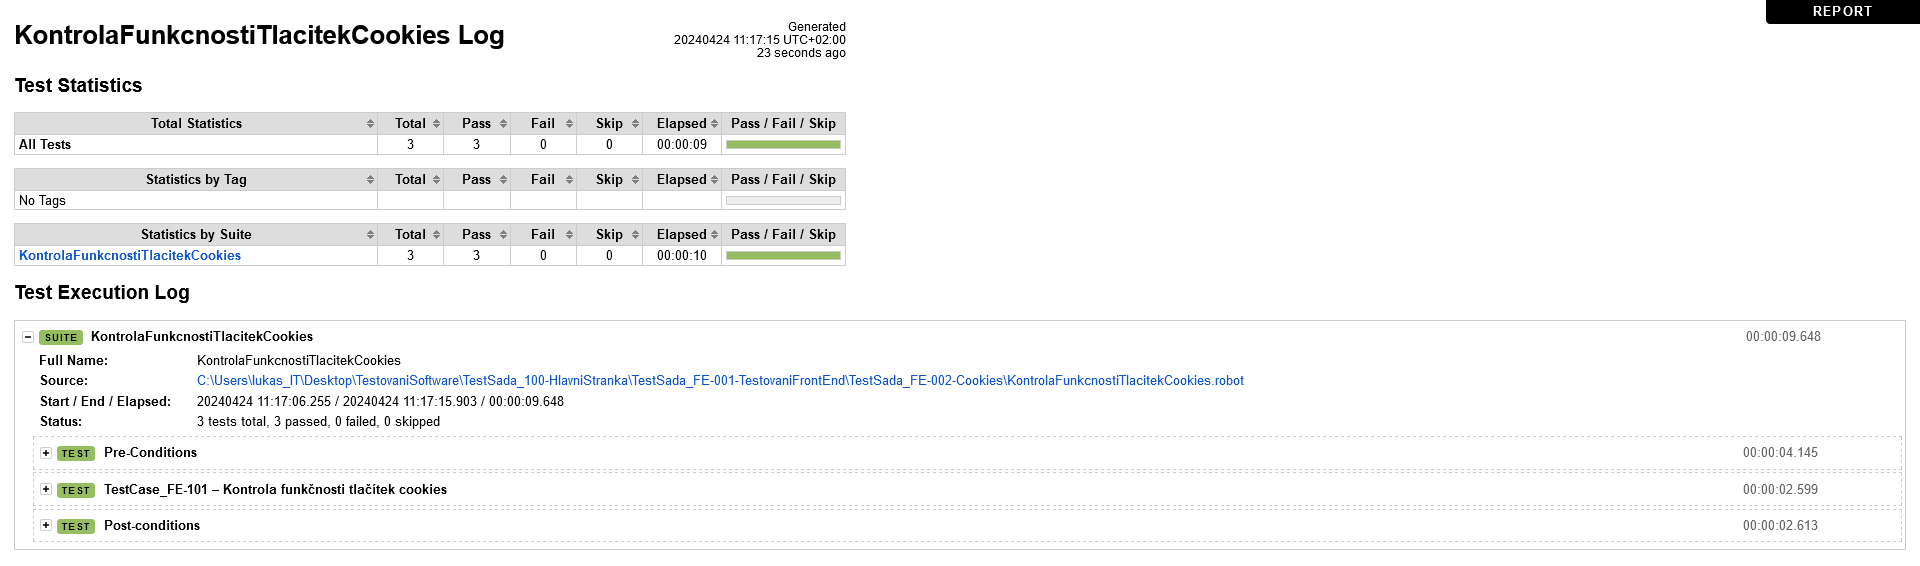 REPORT
KontrolaFunkcnostiTlacitekCookies Log
Generated
20240424 11:17:15 UTC+02:00
23 seconds ago
Test Statistics
Total Statistics Total Pass Fail Skip Elapsed Pass / Fail / Skip
All Tests 3 3 0 0 00:00:09
Statistics by Tag Total Pass Fail Skip Elapsed Pass / Fail / Skip
No Tags
Statistics by Suite Total Pass Fail Skip Elapsed Pass / Fail / Skip
KontrolaFunkcnostiTlacitekCookies 3 3 0 0 00:00:10
Test Execution Log
SUITE KontrolaFunkcnostiTlacitekCookies 00:00:09.648
Full Name: KontrolaFunkcnostiTlacitekCookies
Source: C:\Users\lukas_IT\Desktop\TestovaniSoftware\TestSada_100-HlavniStranka\TestSada_FE-001-TestovaniFrontEnd\TestSada_FE-002-Cookies\KontrolaFunkcnostiTlacitekCookies.robot
Start / End / Elapsed: 20240424 11:17:06.255 / 20240424 11:17:15.903 / 00:00:09.648
Status: 3 tests total, 3 passed, 0 failed, 0 skipped
TEST Pre-Conditions 00:00:04.145
TEST TestCase_FE-101 – Kontrola funkčnosti tlačítek cookies 00:00:02.599
TEST Post-conditions 00:00:02.613